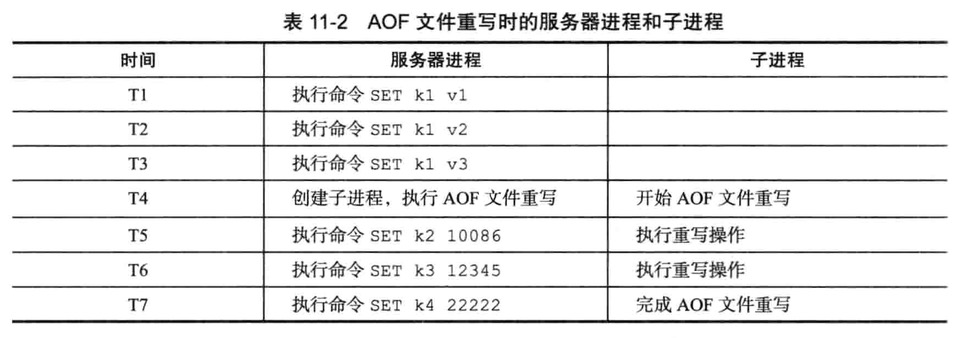 表 11-2 AOF 文件重写时的服务器进程和子进程
时间 服务器进程 子进程
T1 执行命令 SET k1 v1
T2 执行命令 SET k1 v2
T3 执行命令 SET k1 v3
T4 创建子进程，执行 AOF 文件重写 开始 AOF 文件重写
T5 执行命令 SET k2 10086 执行重写操作
T6 执行命令 SET k3 12345 执行重写操作
T7 执行命令 SET k4 22222 完成 AOF 文件重写